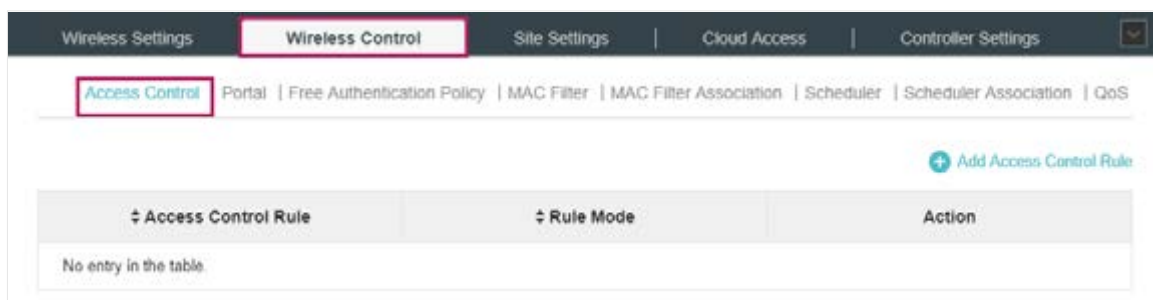 Wireless Settings Wireless Control Site Settings | Cloud Access | Controller Settings
Access Control Portal | Free Authentication Policy | MAC Filter | MAC Filter Association | Scheduler | Scheduler Association | QoS
Add Access Control Rule
Access Control Rule Rule Mode Action
No entry in the table.